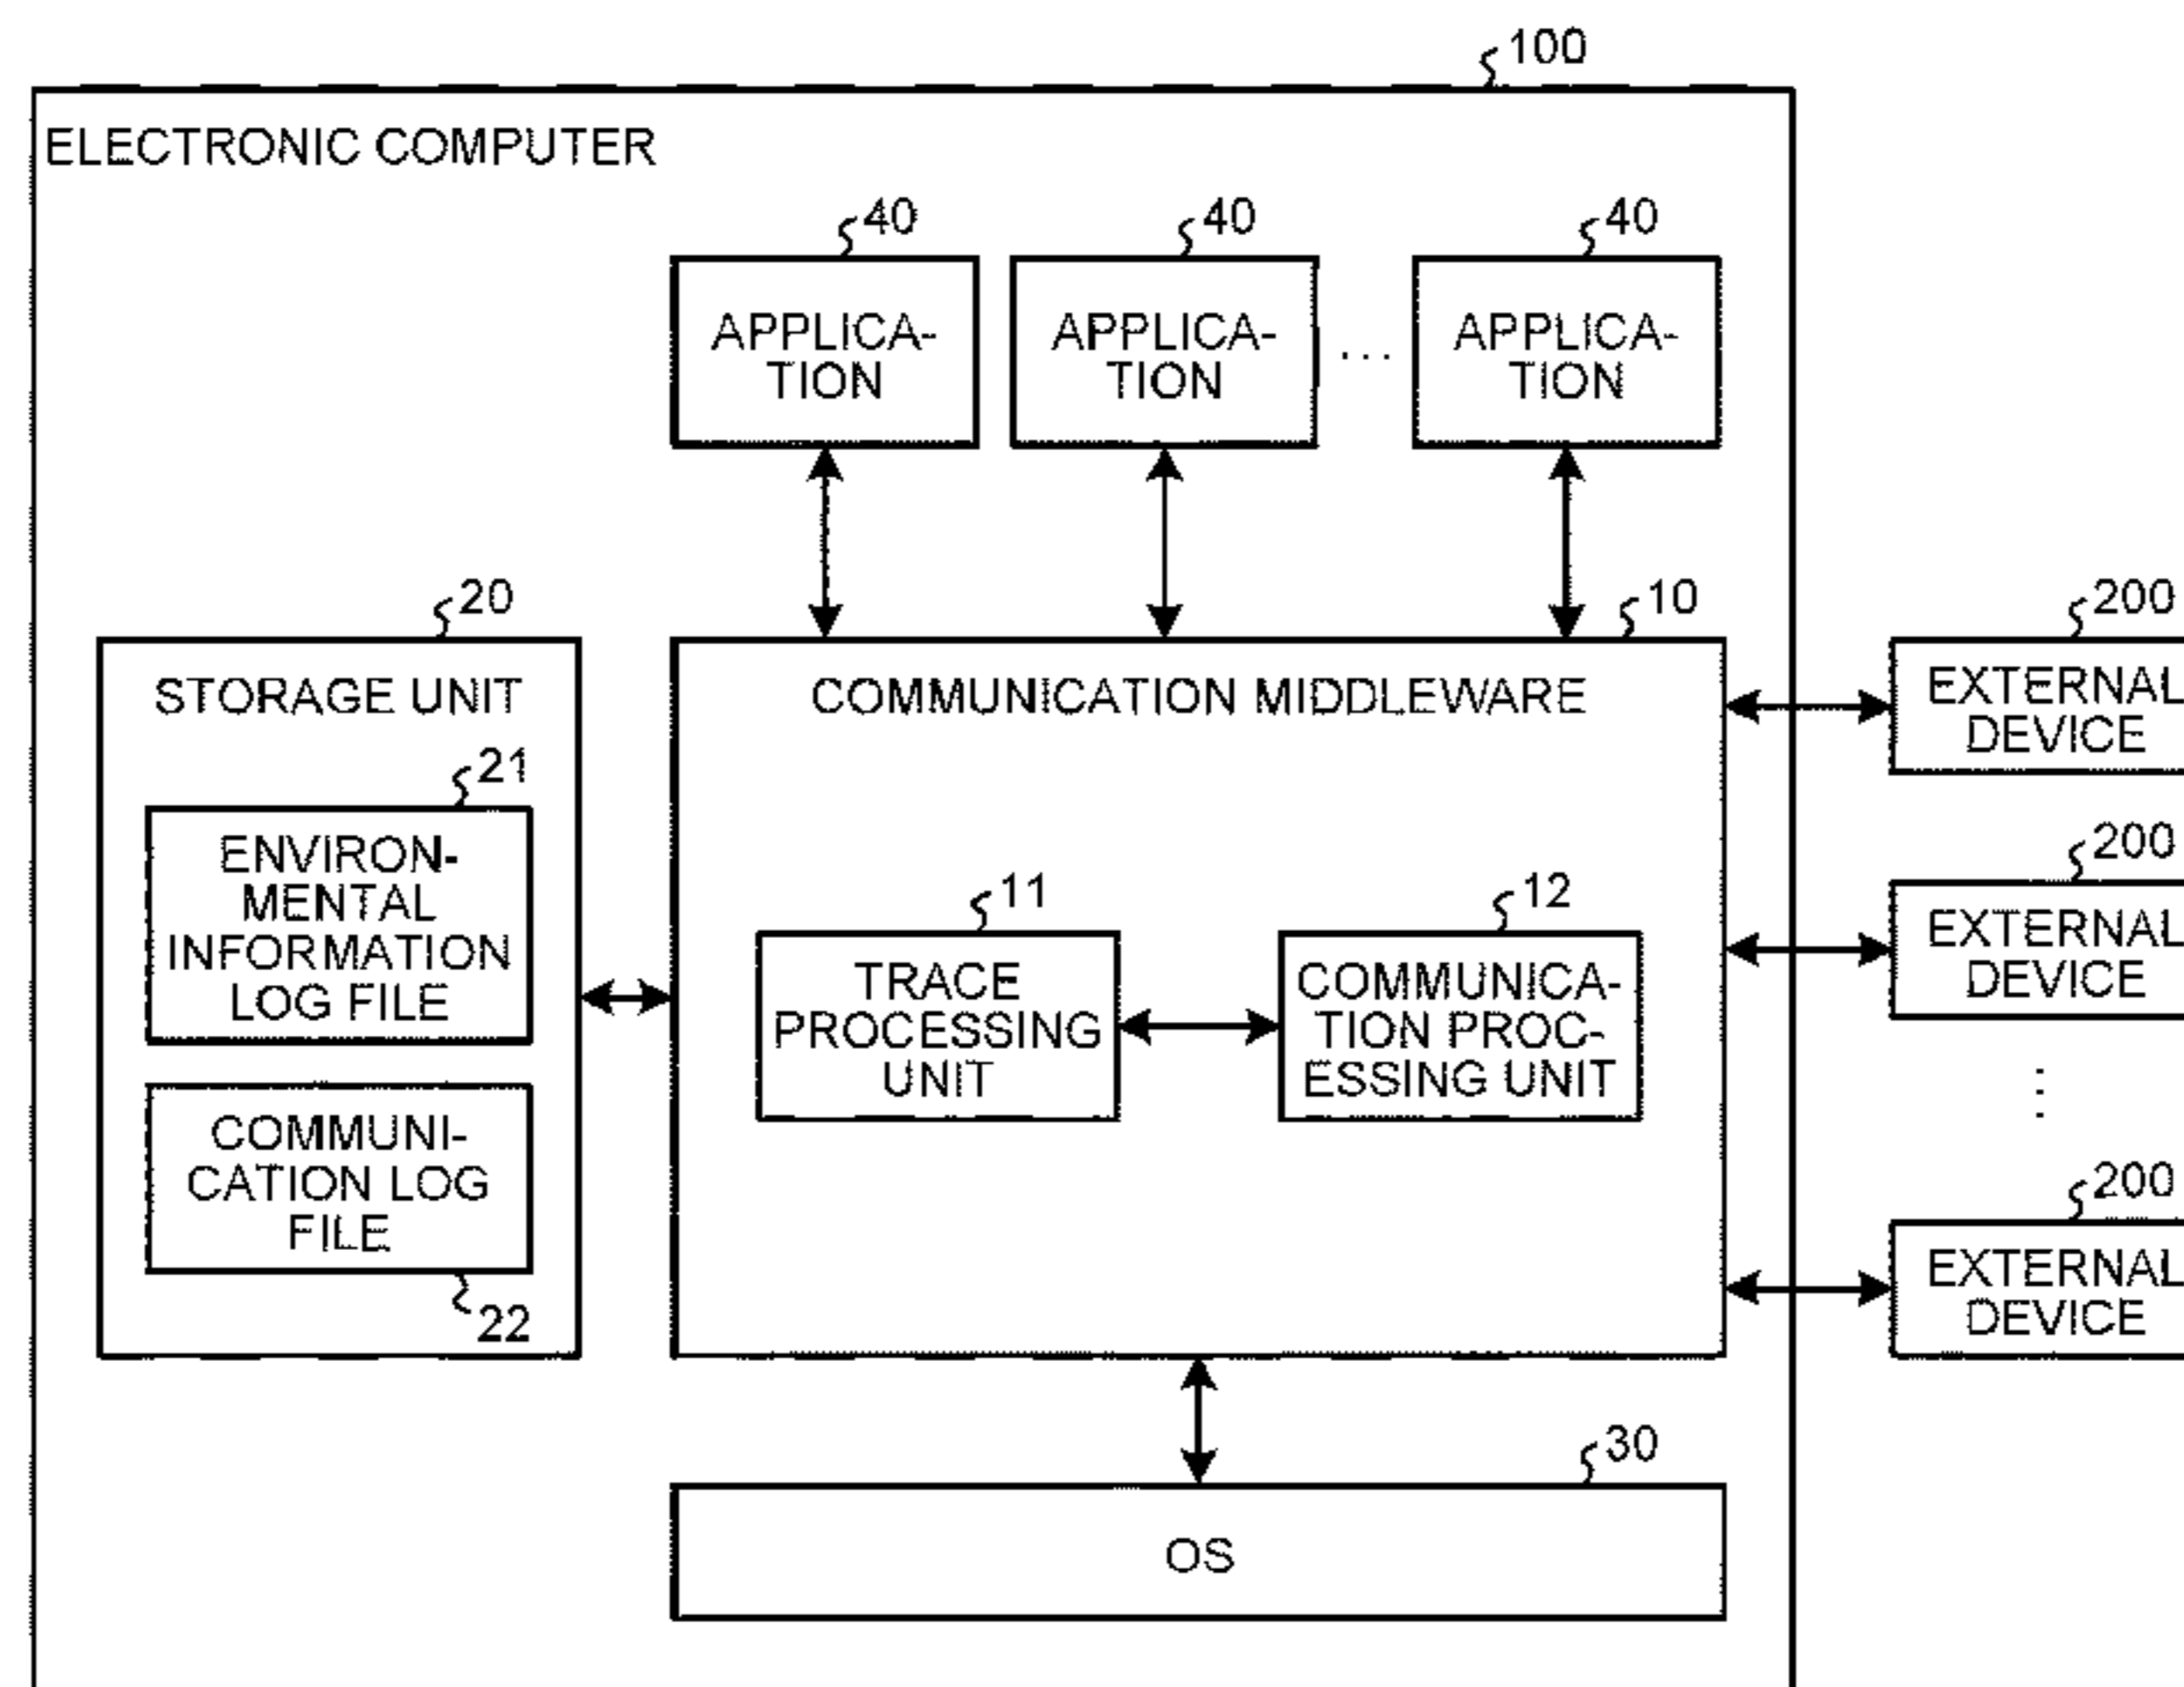 100
ELECTRONIC COMPUTER
40
40
40
APPLICA-
TION
APPLICA-
TION
...
APPLICA-
TION
20
10
200
STORAGE UNIT
COMMUNICATION MIDDLEWARE
EXTERNAL
DEVICE
21
ENVIRON-
MENTAL
INFORMATION
LOG FILE
11
12
200
TRACE
PROCESSING
UNIT
COMMUNICA-
TION PROC-
ESSING UNIT
EXTERNAL
DEVICE
...
COMMUNI-
CATION LOG
FILE
22
200
EXTERNAL
DEVICE
30
OS